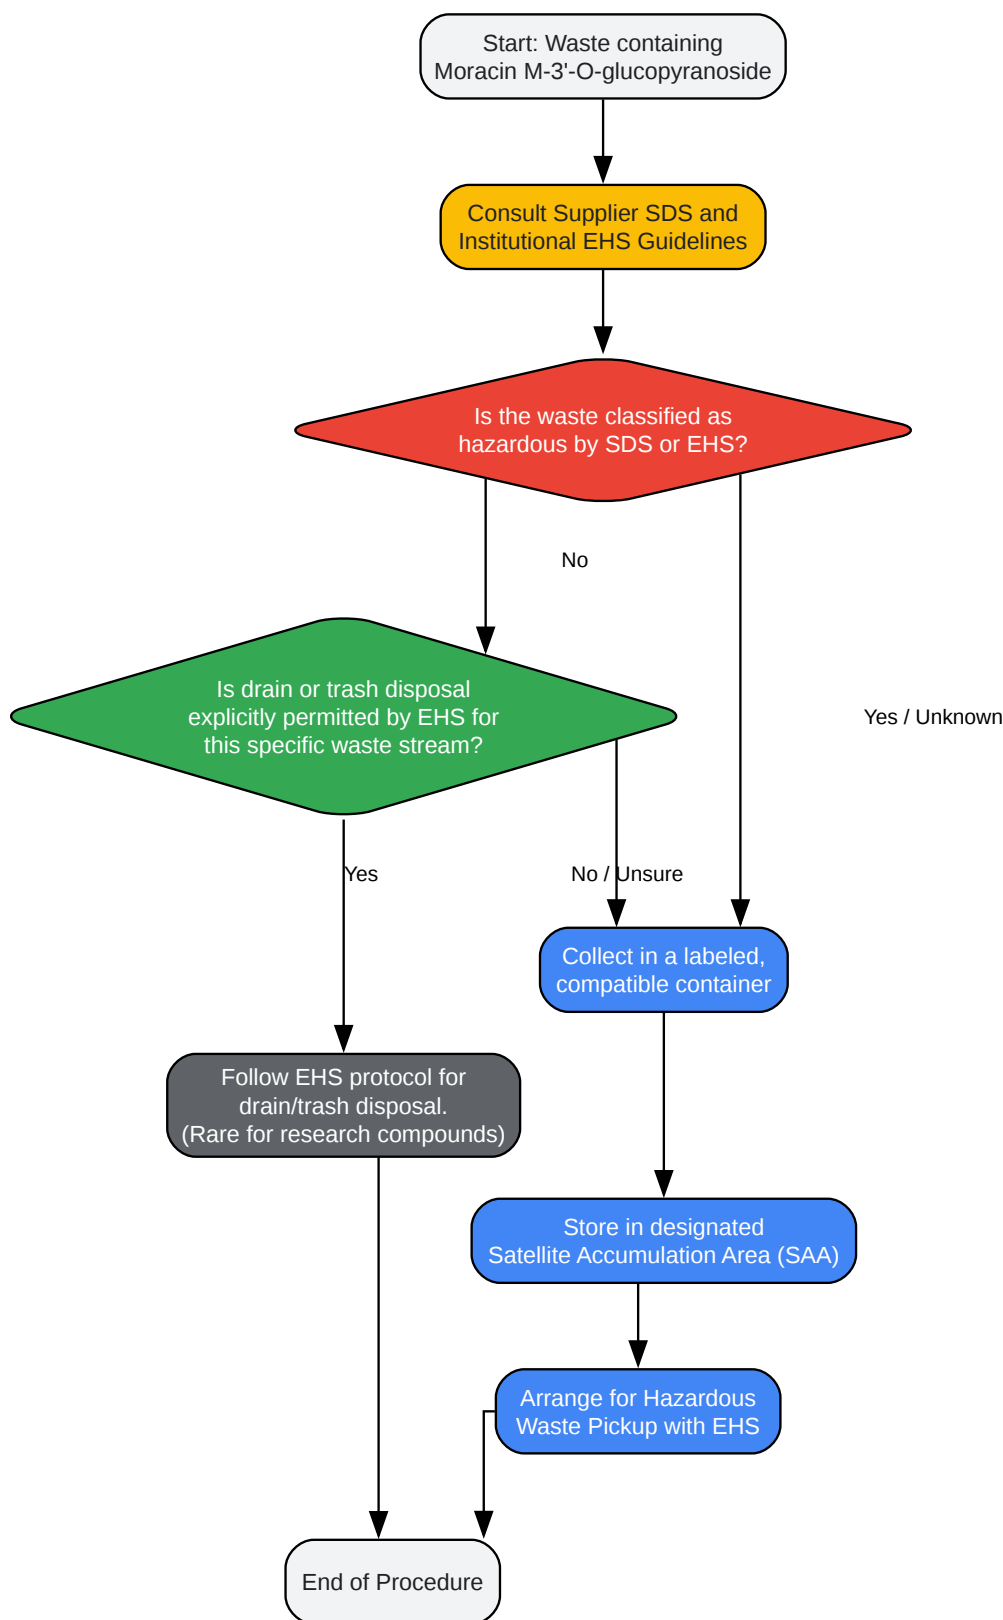 Start: Waste containing
Moracin M-3'-O-glucopyranoside
Consult Supplier SDS and
Institutional EHS Guidelines
Is the waste classified as
hazardous by SDS or EHS?
No
Is drain or trash disposal
explicitly permitted by EHS for
this specific waste stream?
Yes / Unknown
Yes
No / Unsure
Collect in a labeled,
compatible container
Follow EHS protocol for
drain/trash disposal.
(Rare for research compounds)
Store in designated
Satellite Accumulation Area (SAA)
Arrange for Hazardous
Waste Pickup with EHS
End of Procedure